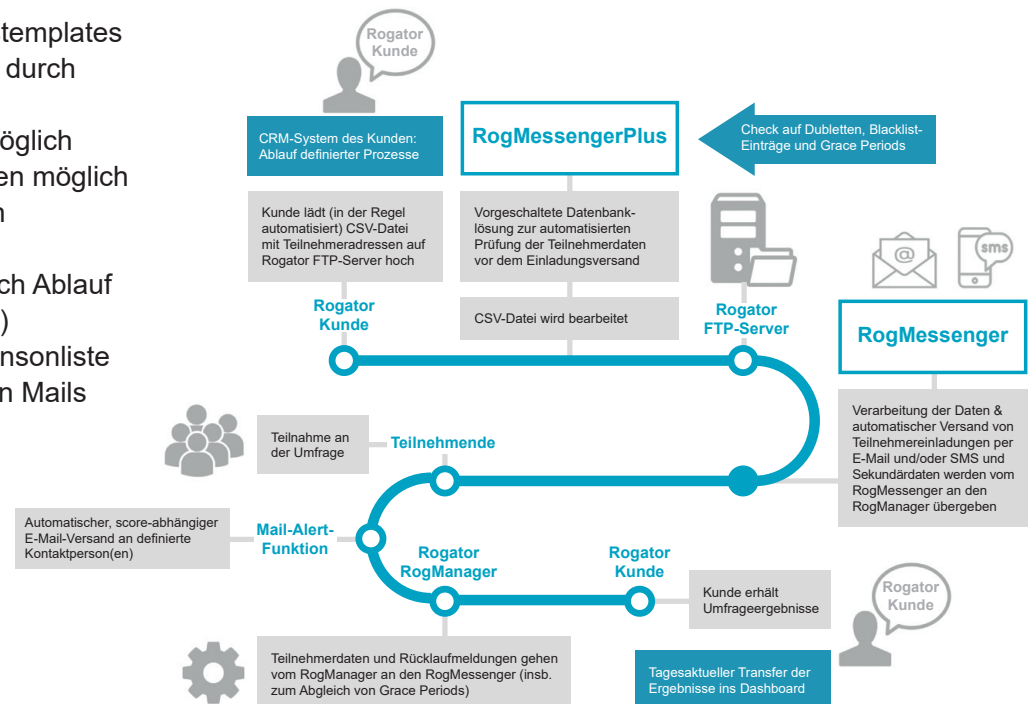 templates
durch
öglich
en möglich
ch Ablauf
)
nsonliste
n Mails
Rogator
Kunde
CRM-System des Kunden:
Ablauf definierter Prozesse
RogMessengerPlus
Check auf Dubletten, Blacklist-
Einträge und Grace Periods
Kunde lädt (in der Regel
automatisiert) CSV-Datei
mit Teilnehmeradressen auf
Rogator FTP-Server hoch
Vorgeschaltete Datenbank-
lösung zur automatisierten
Prüfung der Teilnehmerdaten
vor dem Einladungsversand
CSV-Datei wird bearbeitet
Rogator
Kunde
Rogator
FTP-Server
@
sms
RogMessenger
Verarbeitung der Daten &
automatischer Versand von
Teilnehmereinladungen per
E-Mail und/oder SMS und
Sekundärdaten werden vom
RogMessenger an den
RogManager übergeben
Teilnahme an
der Umfrage
Teilnehmende
Automatischer, score-abhängiger
E-Mail-Versand an definierte
Kontaktperson(en)
Mail-Alert-
Funktion
Rogator
RogManager
Rogator
Kunde
Kunde erhält
Umfrageergebnisse
Rogator
Kunde
Teilnehmerdaten und Rücklaufmeldungen gehen
vom RogManager an den RogMessenger (insb.
zum Abgleich von Grace Periods)
Tagesaktueller Transfer der
Ergebnisse ins Dashboard